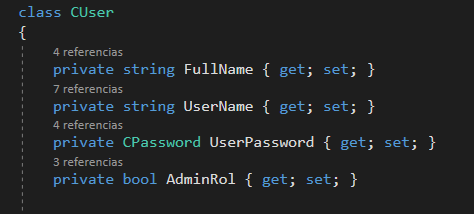 class CUser
{
4 referencias
private string FullName { get; set; }
7 referencias
private string UserName { get; set; }
4 referencias
private CPassword UserPassword { get; set; }
3 referencias
private bool AdminRol { get; set; }